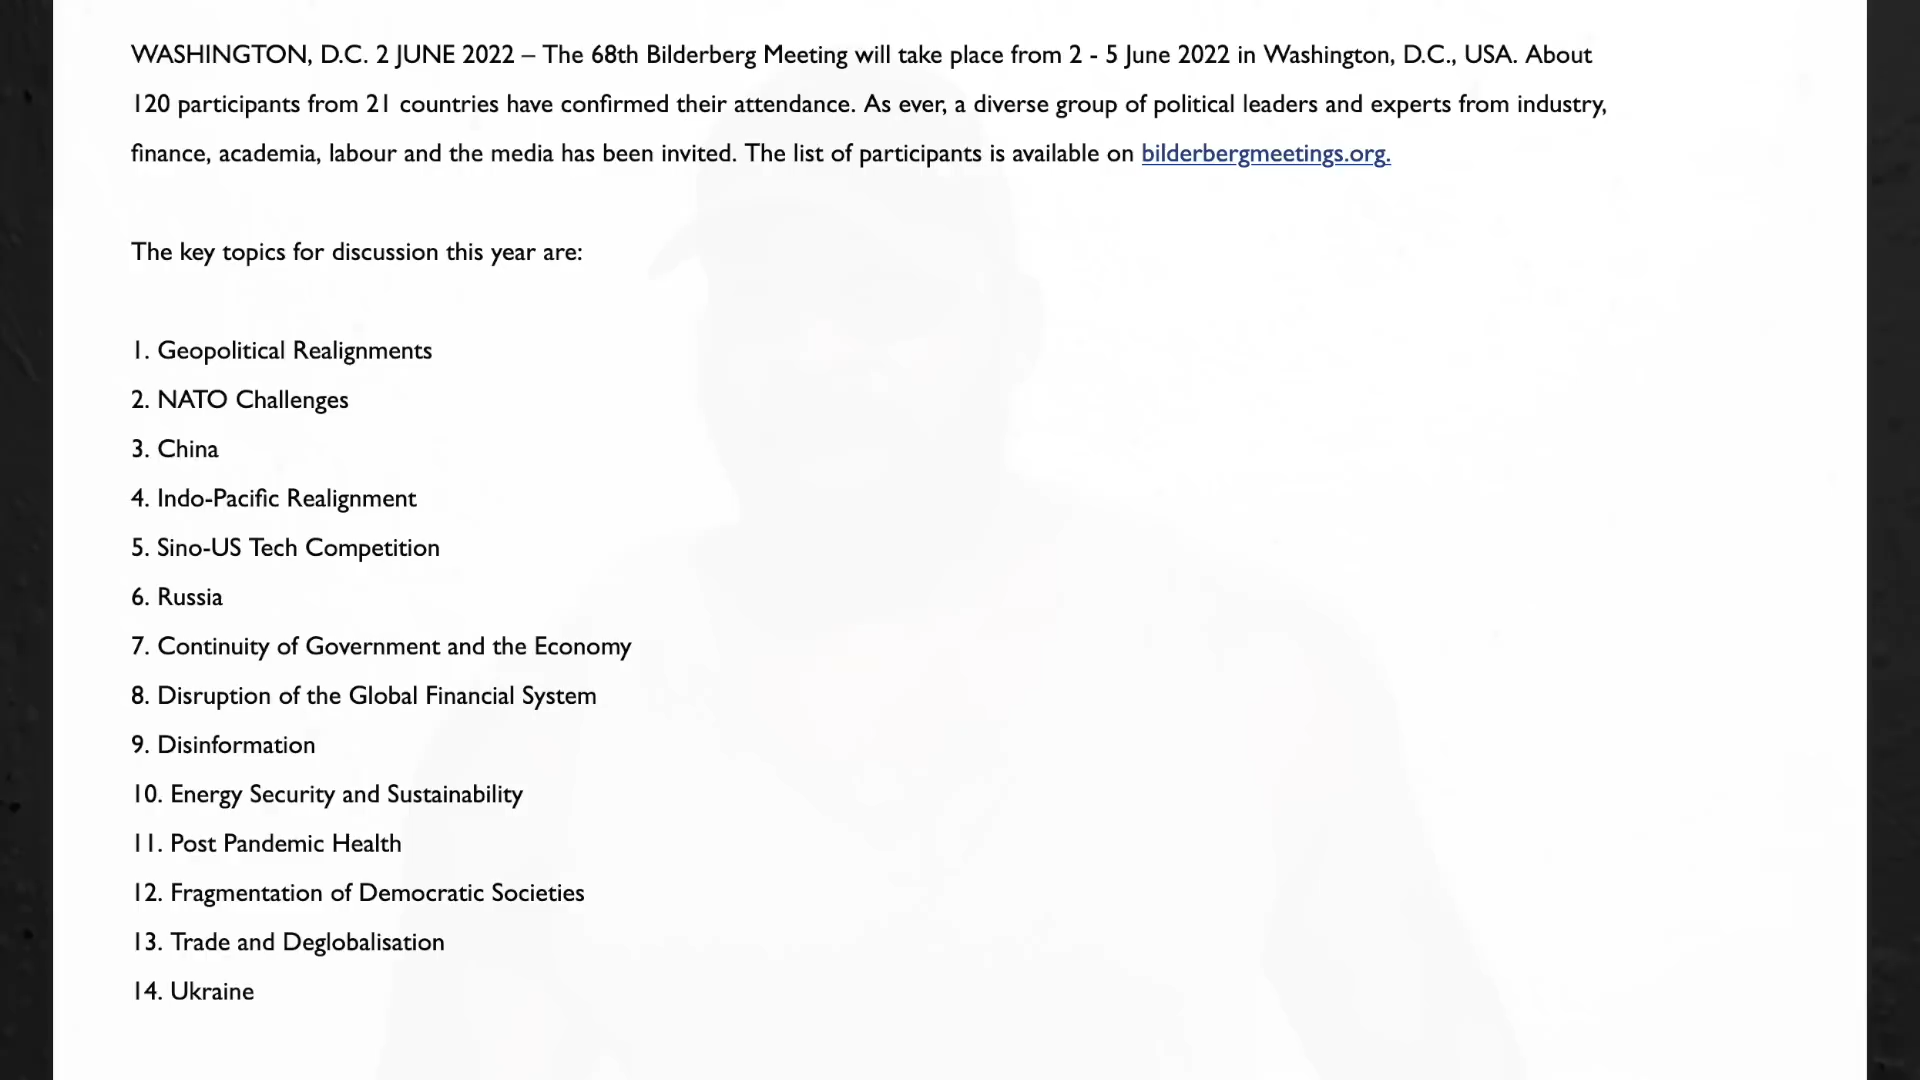 WASHINGTON, D.C. 2 JUNE 2022 – The 68th Bilderberg Meeting will take place from 2 - 5 June 2022 in Washington, D.C., USA. About
120 participants from 21 countries have confirmed their attendance. As ever, a diverse group of political leaders and experts from industry,
finance, academia, labour and the media has been invited. The list of participants is available on bilderbergmeetings.org.
The key topics for discussion this year are:
1. Geopolitical Realignments
2. NATO Challenges
3. China
4. Indo-Pacific Realignment
5. Sino-US Tech Competition
6. Russia
7. Continuity of Government and the Economy
8. Disruption of the Global Financial System
9. Disinformation
10. Energy Security and Sustainability
11. Post Pandemic Health
12. Fragmentation of Democratic Societies
13. Trade and Deglobalisation
14. Ukraine